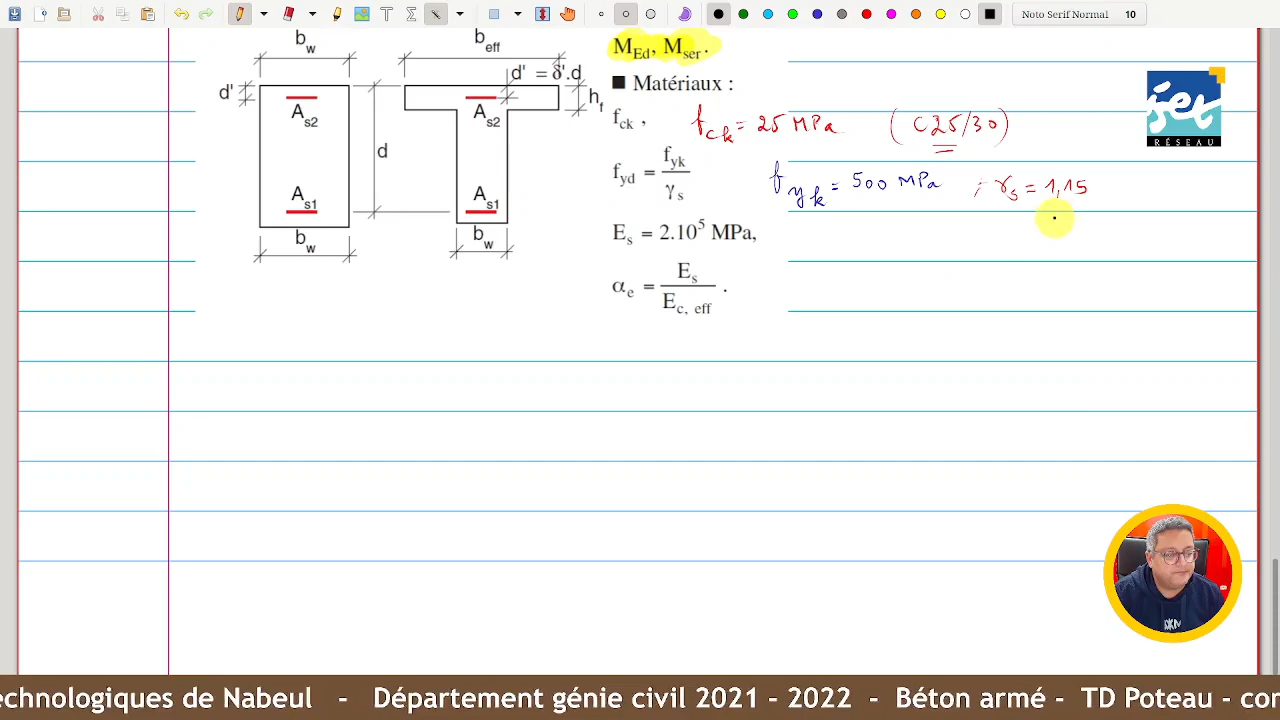 Noto Serif Normal 10
b_w
b_eff
M_Ed, M_ser.
d' = δ'.d
■ Matériaux :
d'
h_f
A_s2
A_s2
f_ck , f_ck = 25 MPa (C25/30)
iset
RÉSEAU
d
f_yd = f_yk / γ_s f_yk = 500 MPa ; γ_s = 1,15
A_s1
A_s1
b_w
b_w
E_s = 2.10^5 MPa,
α_e = E_s / E_c, eff .
echnologiques de Nabeul - Département génie civil 2021 - 2022 - Béton armé - TD Poteau - con